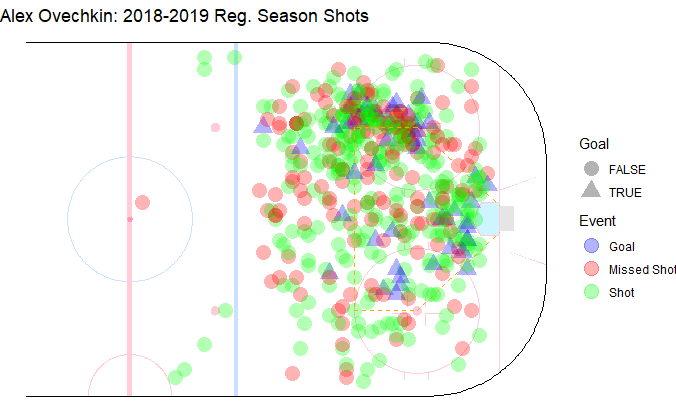 Alex Ovechkin: 2018-2019 Reg. Season Shots
Goal
FALSE
TRUE
Event
Goal
Missed Shot
Shot